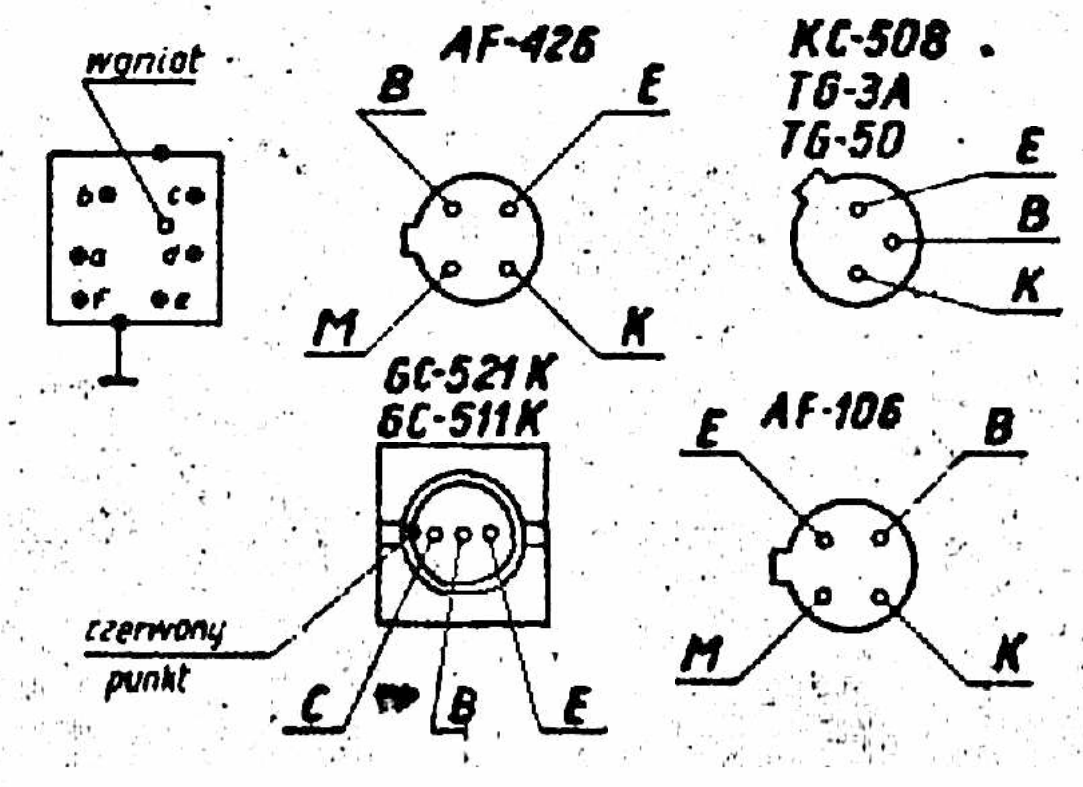 wgniot
b c
a d
f e
AF-426
B E
M K
KC-508
TG-3A
TG-50
E
B
K
GC-521K
GC-511K
czerwony
punkt
C B E
AF-106
E B
M K